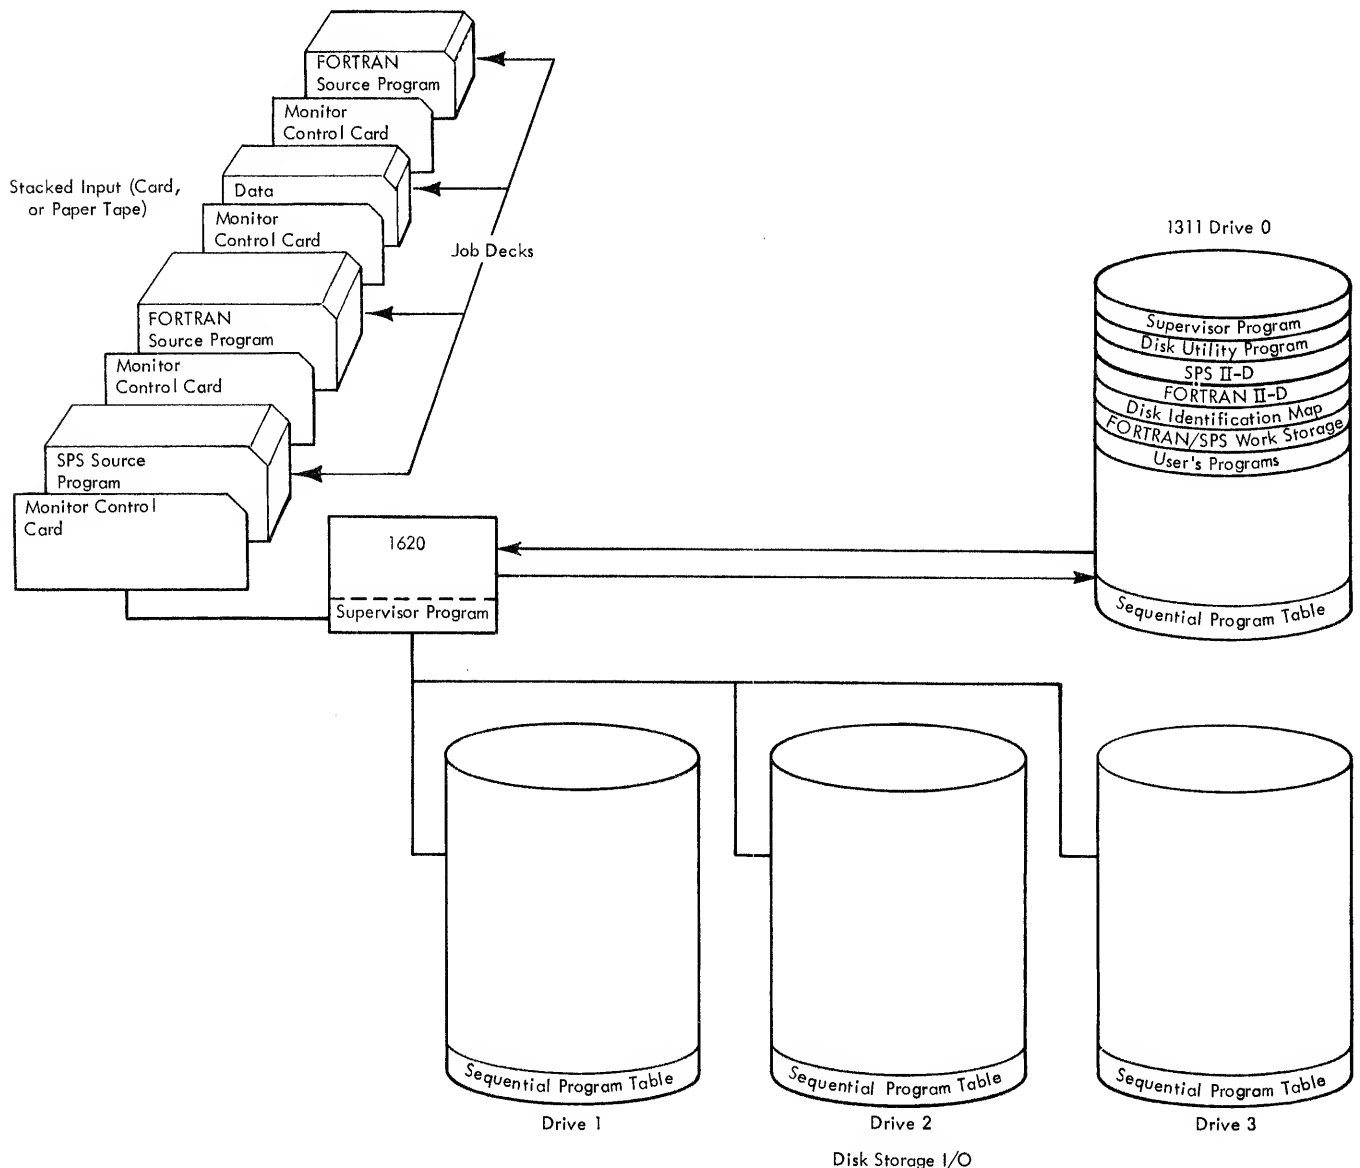 FORTRAN
Source Program
Monitor
Control Card
Stacked Input (Card,
or Paper Tape)
Data
Monitor
Control Card
Job Decks
FORTRAN
Source Program
Monitor
Control Card
SPS Source
Program
Monitor Control
Card
1620
Supervisor Program
1311 Drive 0
Supervisor Program
Disk Utility Program
SPS II-D
FORTRAN II-D
Disk Identification Map
FORTRAN/SPS Work Storage
User's Programs
Sequential Program Table
Sequential Program Table
Drive 1
Sequential Program Table
Drive 2
Sequential Program Table
Drive 3
Disk Storage I/O